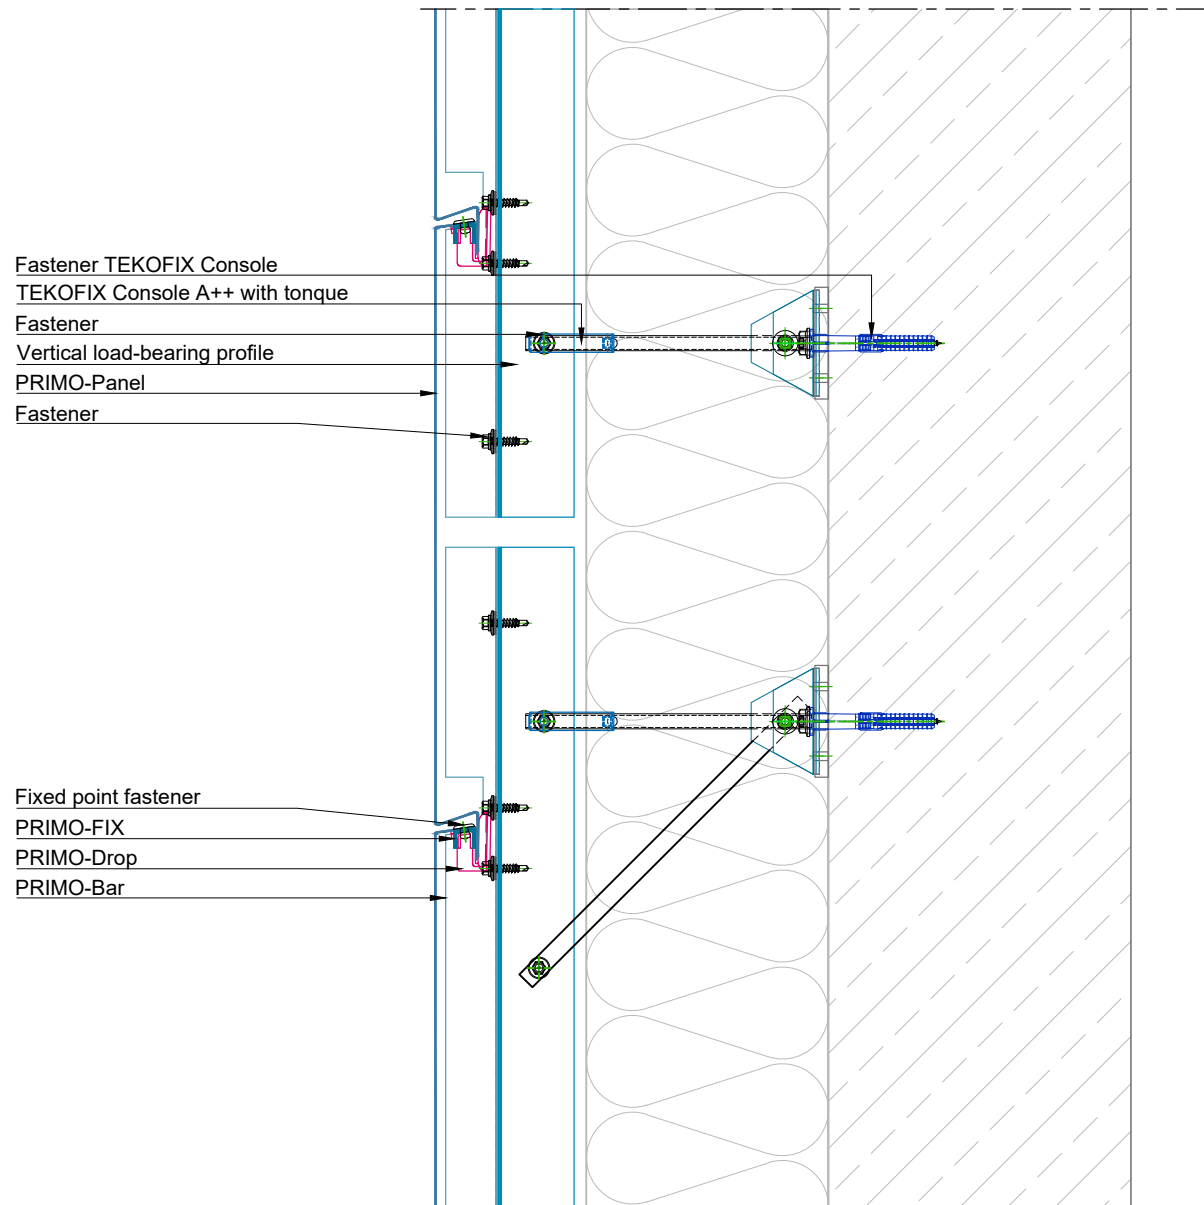 Fastener TEKOFIX Console
TEKOFIX Console A++ with tonque
Fastener
Vertical load-bearing profile
PRIMO-Panel
Fastener
Fixed point fastener
PRIMO-FIX
PRIMO-Drop
PRIMO-Bar